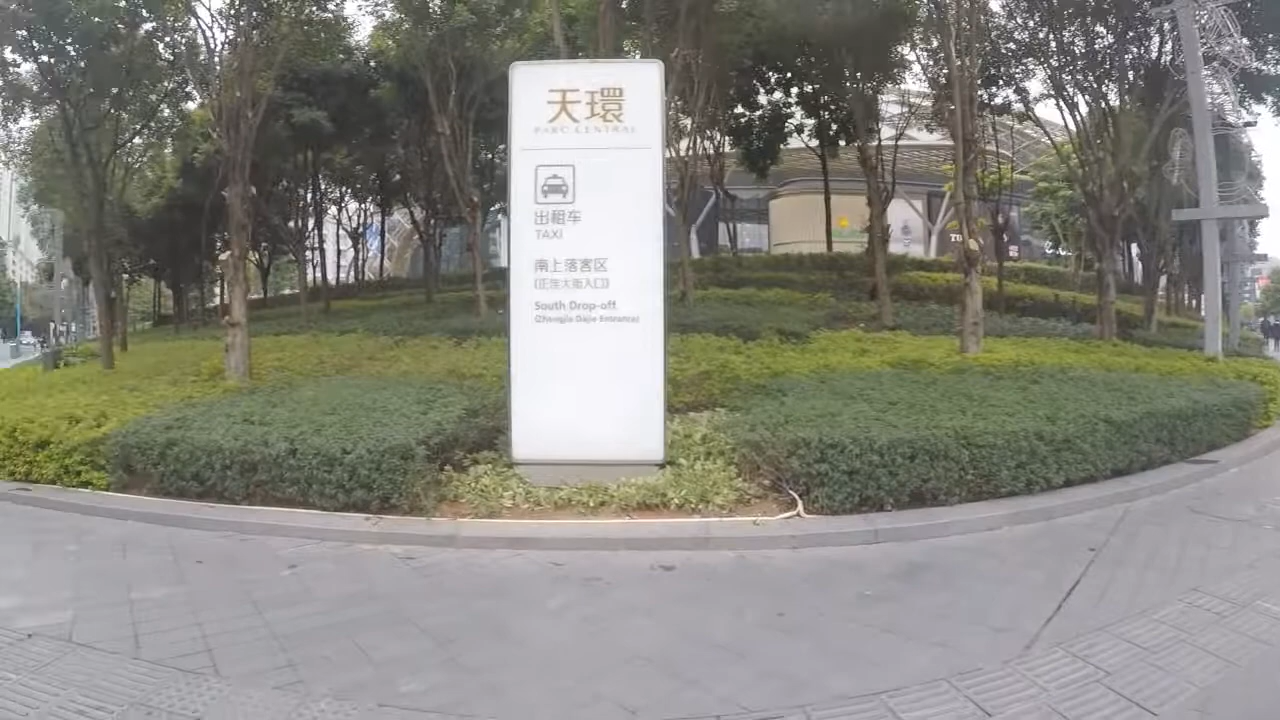 天環
PARC CENTRAL
出租车
TAXI
南上落客区
(正佳大街入口)
South Drop-off
(Zhengjia Dajie Entrance)